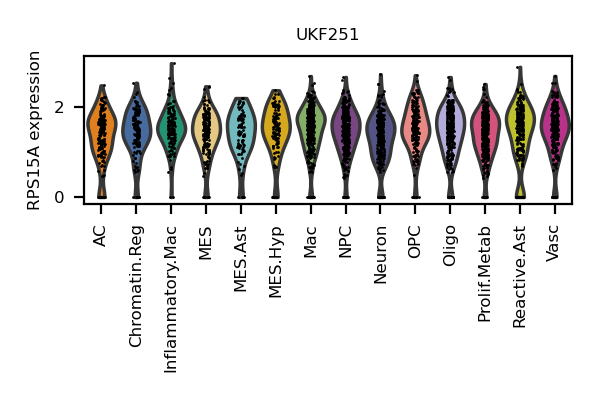 UKF251
RPS15A expression
2
0
AC
Chromatin.Reg
Inflammatory.Mac
MES
MES.Ast
MES.Hyp
Mac
NPC
Neuron
OPC
Oligo
Prolif.Metab
Reactive.Ast
Vasc